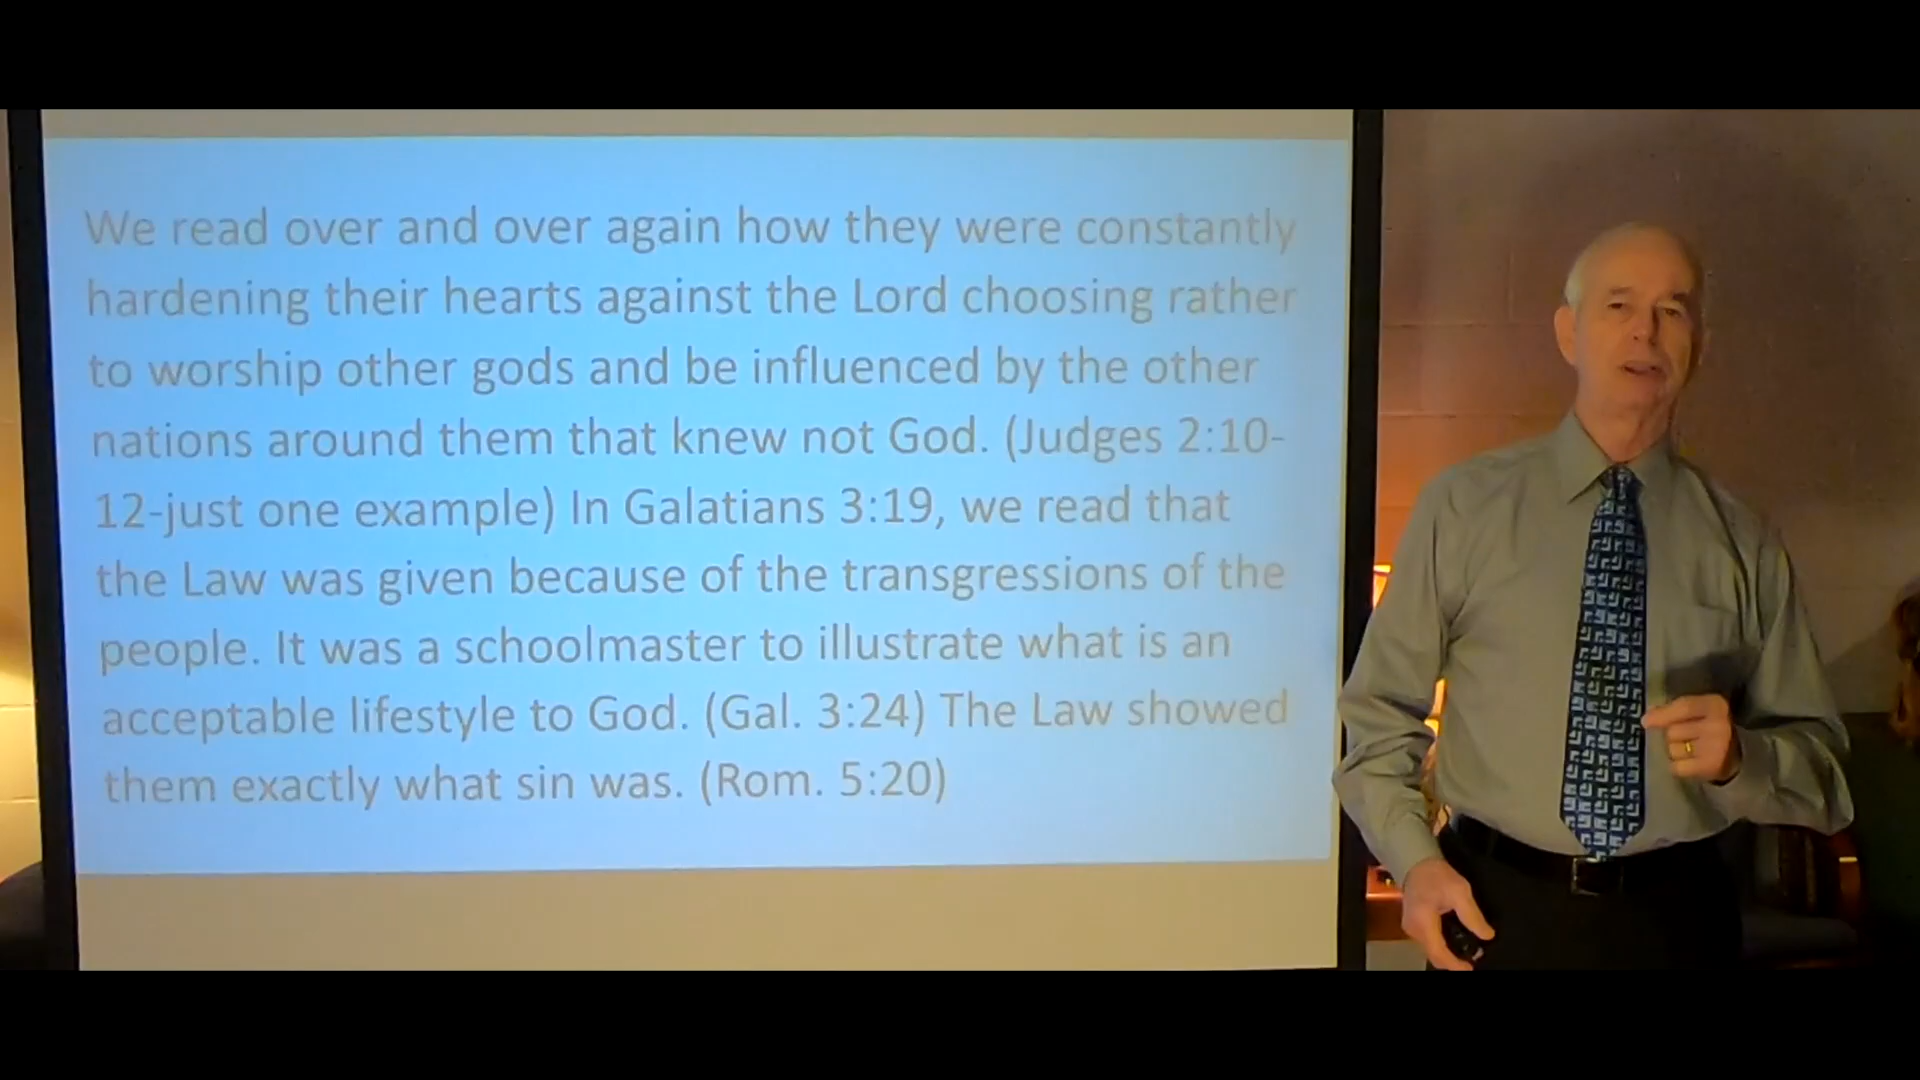 We read over and over again how they were constantly
hardening their hearts against the Lord choosing rather
to worship other gods and be influenced by the other
nations around them that knew not God. (Judges 2:10-
12-just one example) In Galatians 3:19, we read that
the Law was given because of the transgressions of the
people. It was a schoolmaster to illustrate what is an
acceptable lifestyle to God. (Gal. 3:24) The Law showed
them exactly what sin was. (Rom. 5:20)